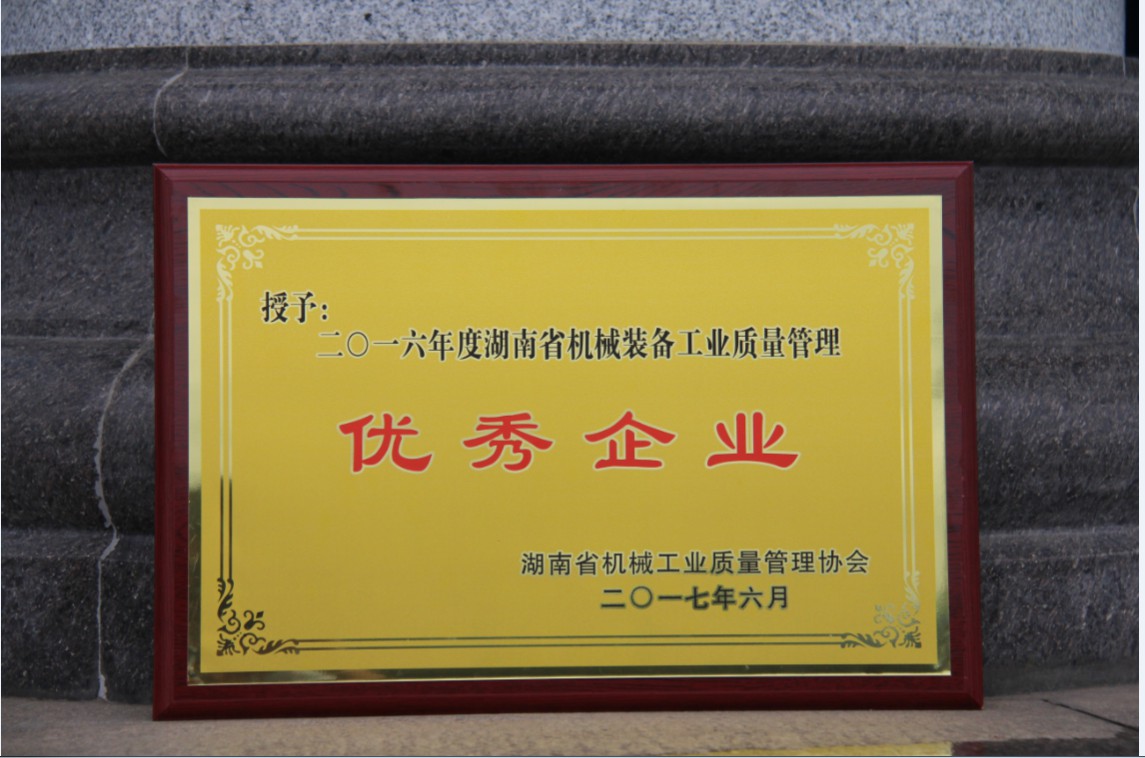 授予：
二〇一六年度湖南省机械装备工业质量管理
优秀企业
湖南省机械工业质量管理协会
二〇一七年六月